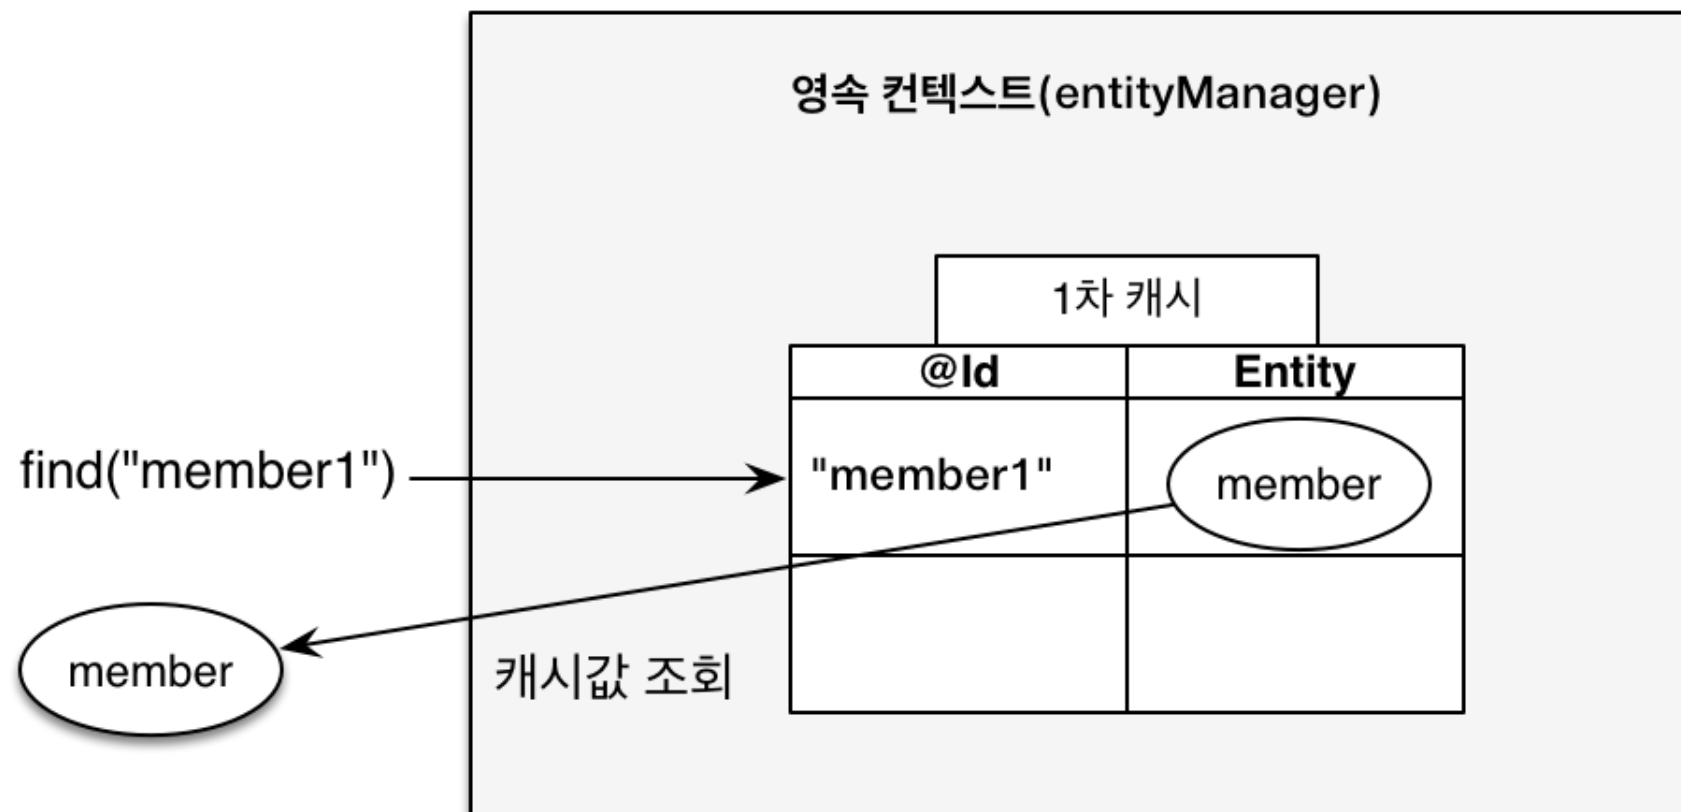 영속 컨텍스트(entityManager)
1차 캐시
@Id
Entity
find("member1")
"member1"
member
member
캐시값 조회